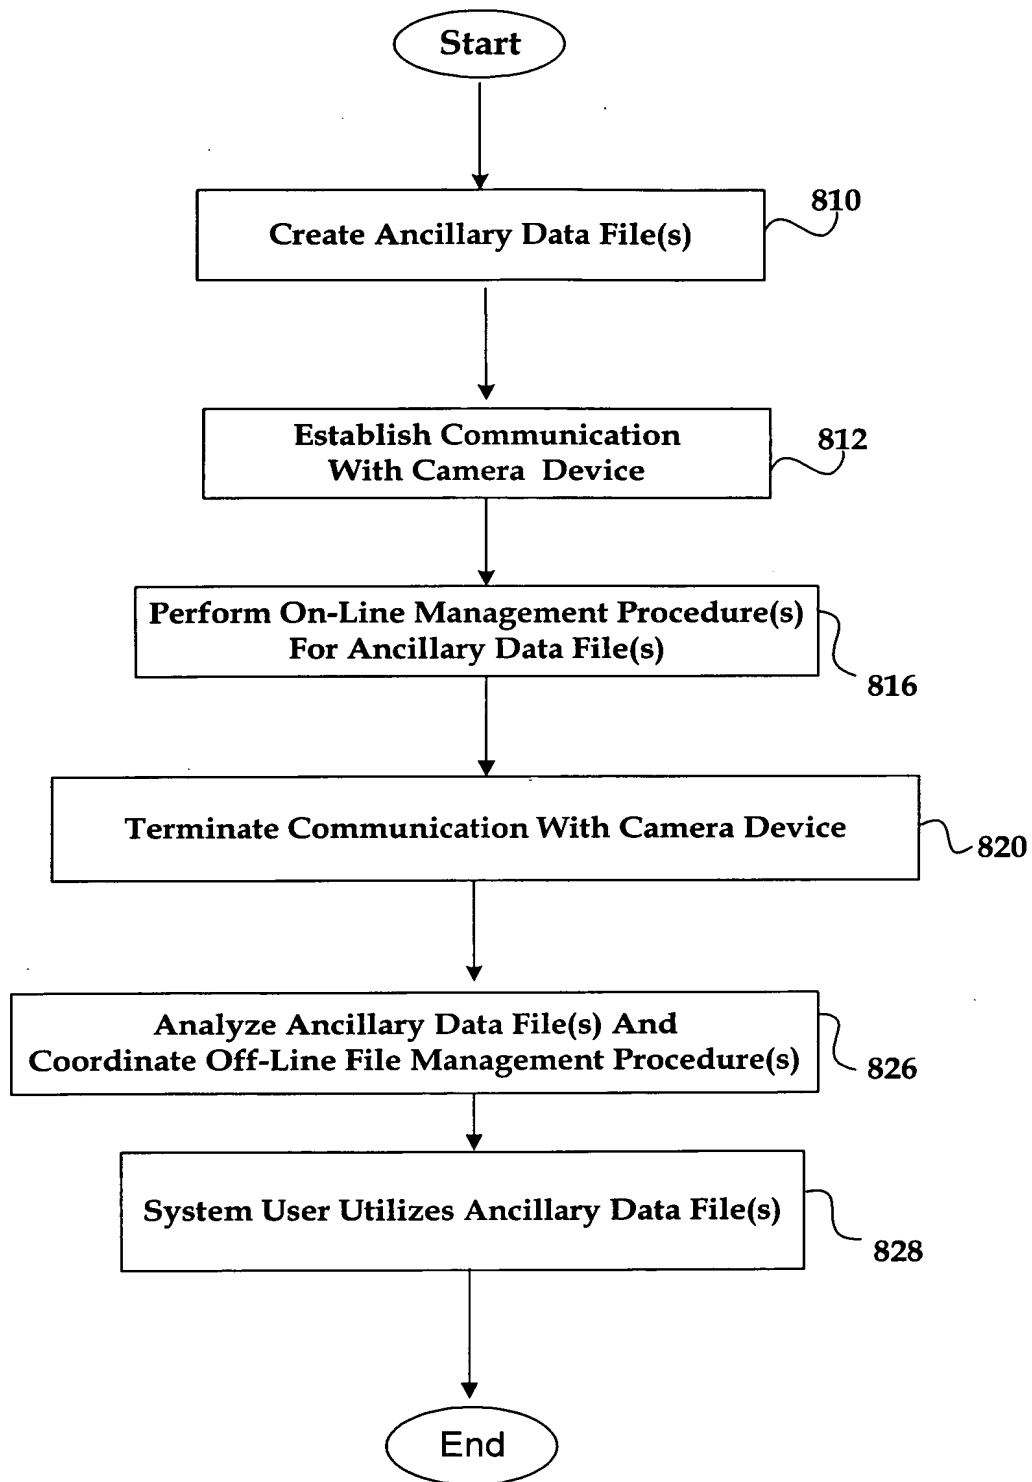 Start
810
Create Ancillary Data File(s)
812
Establish Communication
With Camera Device
Perform On-Line Management Procedure(s)
For Ancillary Data File(s)
816
Terminate Communication With Camera Device
820
Analyze Ancillary Data File(s) And
Coordinate Off-Line File Management Procedure(s)
826
System User Utilizes Ancillary Data File(s)
828
End